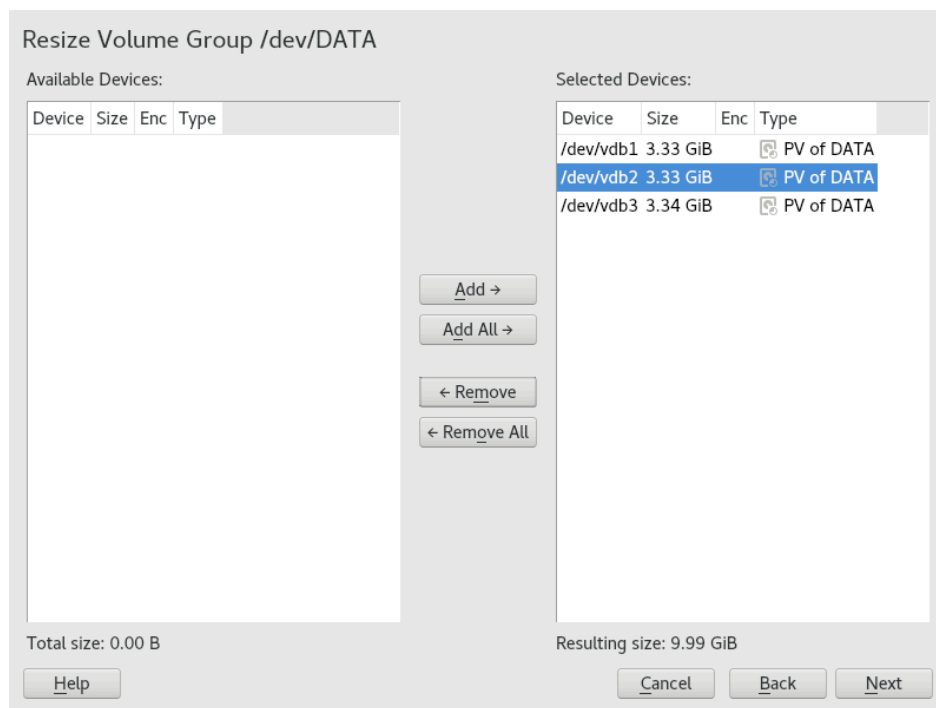 Resize Volume Group /dev/DATA
Available Devices:
Device Size Enc Type
Total size: 0.00 B
Add →
Add All →
← Remove
← Remove All
Selected Devices:
Device Size Enc Type
/dev/vdb1 3.33 GiB PV of DATA
/dev/vdb2 3.33 GiB PV of DATA
/dev/vdb3 3.34 GiB PV of DATA
Resulting size: 9.99 GiB
Help
Cancel
Back
Next